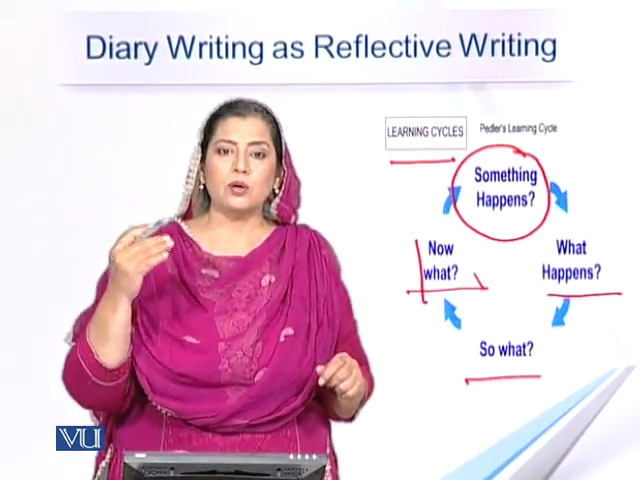 Diary Writing as Reflective Writing
LEARNING CYCLES
Pedler's Learning Cycle
Something
Happens?
Now
what?
What
Happens?
So what?
VU